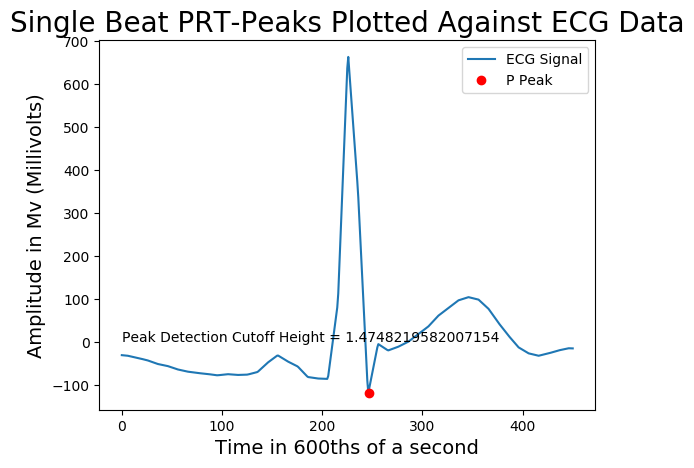 Single Beat PRT-Peaks Plotted Against ECG Data
700
600
500
400
300
200
100
0
−100
Amplitude in Mv (Millivolts)
ECG Signal
P Peak
Peak Detection Cutoff Height = 1.4748219582007154
0
100
200
300
400
Time in 600ths of a second